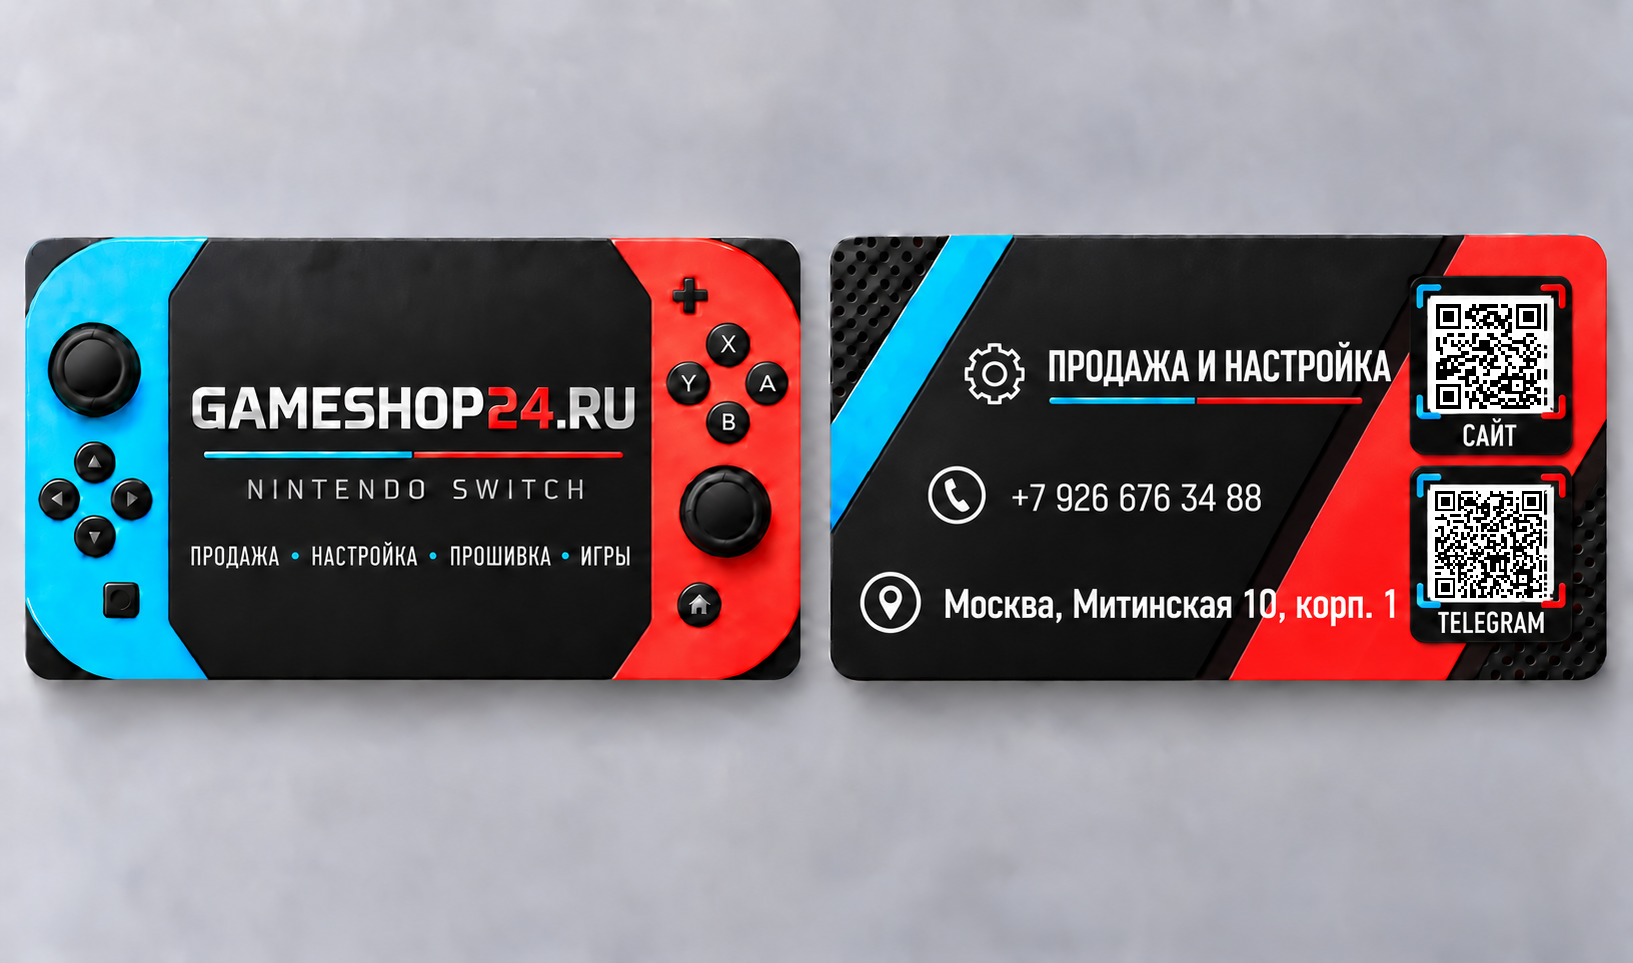 GAMESHOP24.RU
NINTENDO SWITCH
ПРОДАЖА • НАСТРОЙКА • ПРОШИВКА • ИГРЫ
X
Y
A
B
ПРОДАЖА И НАСТРОЙКА
+7 926 676 34 88
Москва, Митинская 10, корп. 1
САЙТ
TELEGRAM